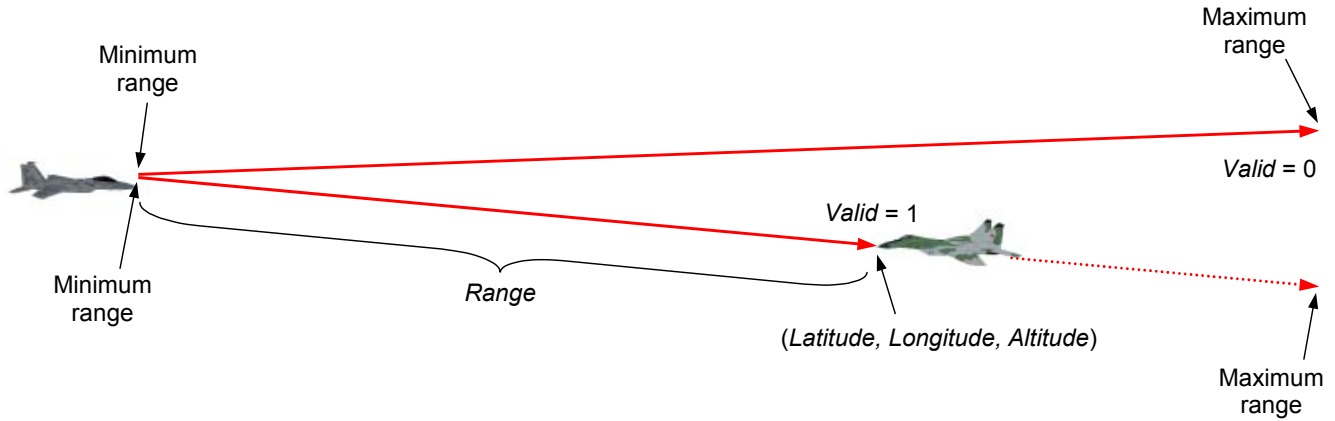 Maximum
range
Minimum
range
Valid = 0
Valid = 1
Minimum
range
Range
(Latitude, Longitude, Altitude)
Maximum
range